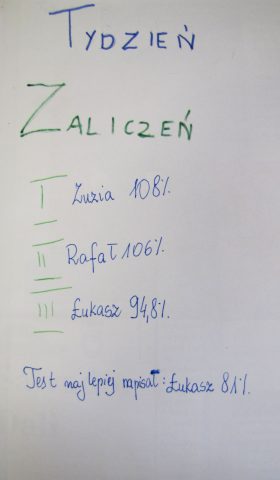 TYDZIEŃ
ZALICZEŃ
I Zuzia 108%.
II Rafał 106%.
III Łukasz 94,8%.
Test najlepiej napisał: Łukasz 81%.